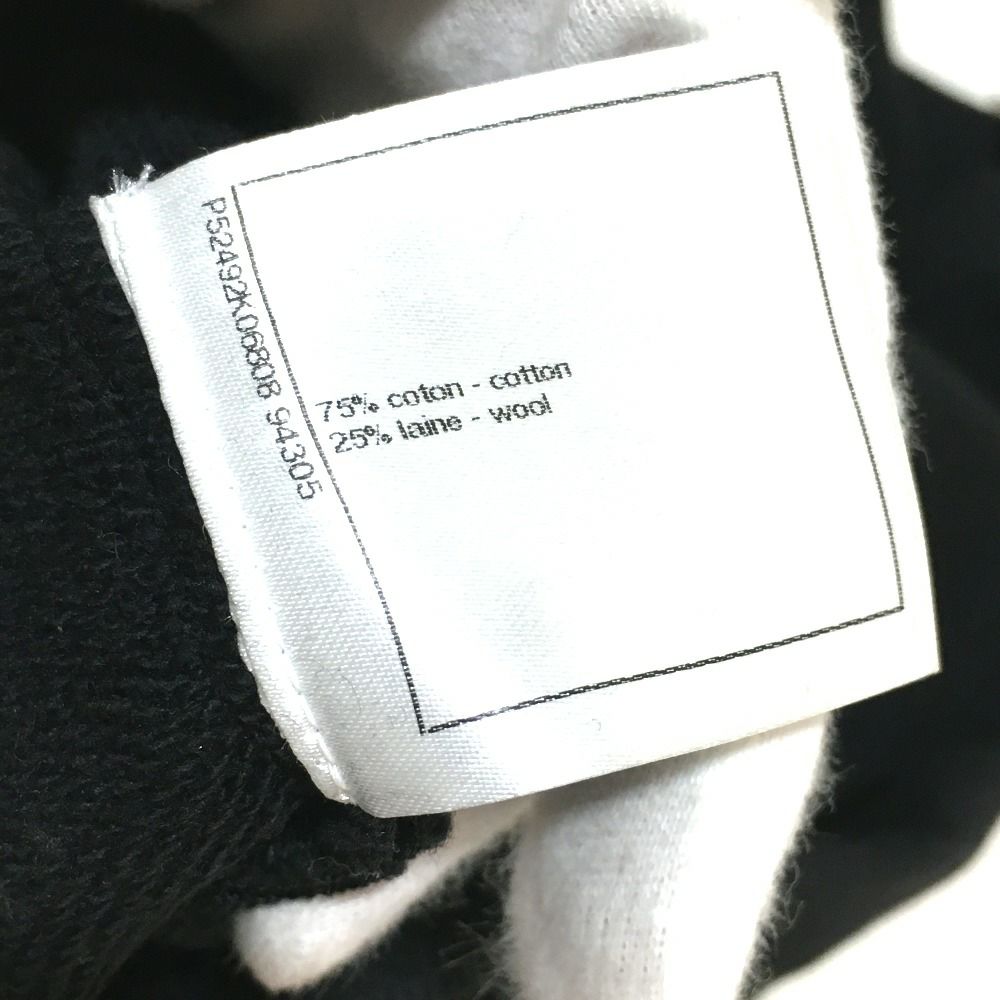 P52492K06808 94305
75% coton - cotton
25% laine - wool